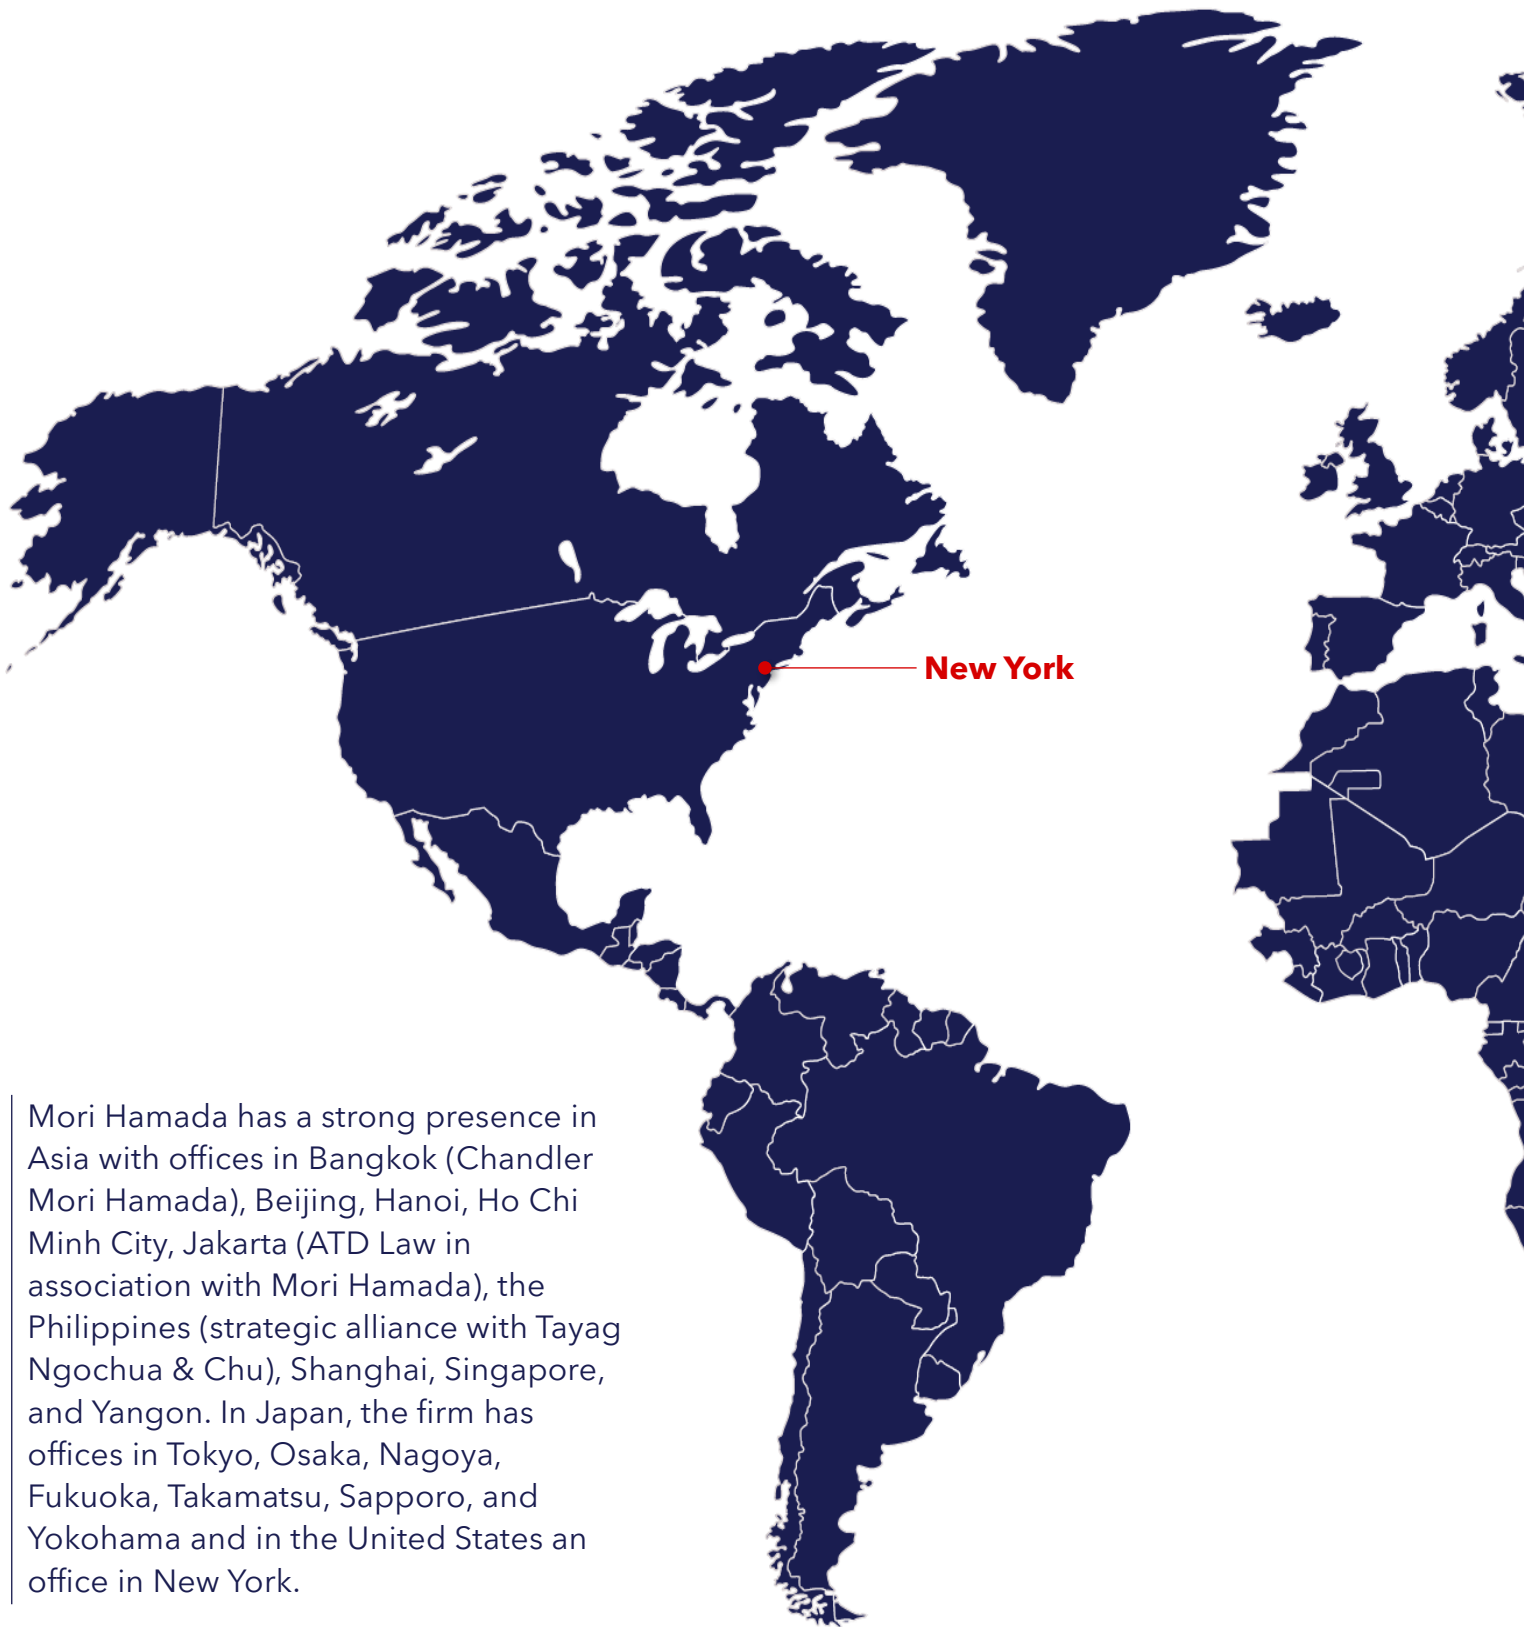 New York
Mori Hamada has a strong presence in
Asia with offices in Bangkok (Chandler
Mori Hamada), Beijing, Hanoi, Ho Chi
Minh City, Jakarta (ATD Law in
association with Mori Hamada), the
Philippines (strategic alliance with Tayag
Ngochua & Chu), Shanghai, Singapore,
and Yangon. In Japan, the firm has
offices in Tokyo, Osaka, Nagoya,
Fukuoka, Takamatsu, Sapporo, and
Yokohama and in the United States an
office in New York.